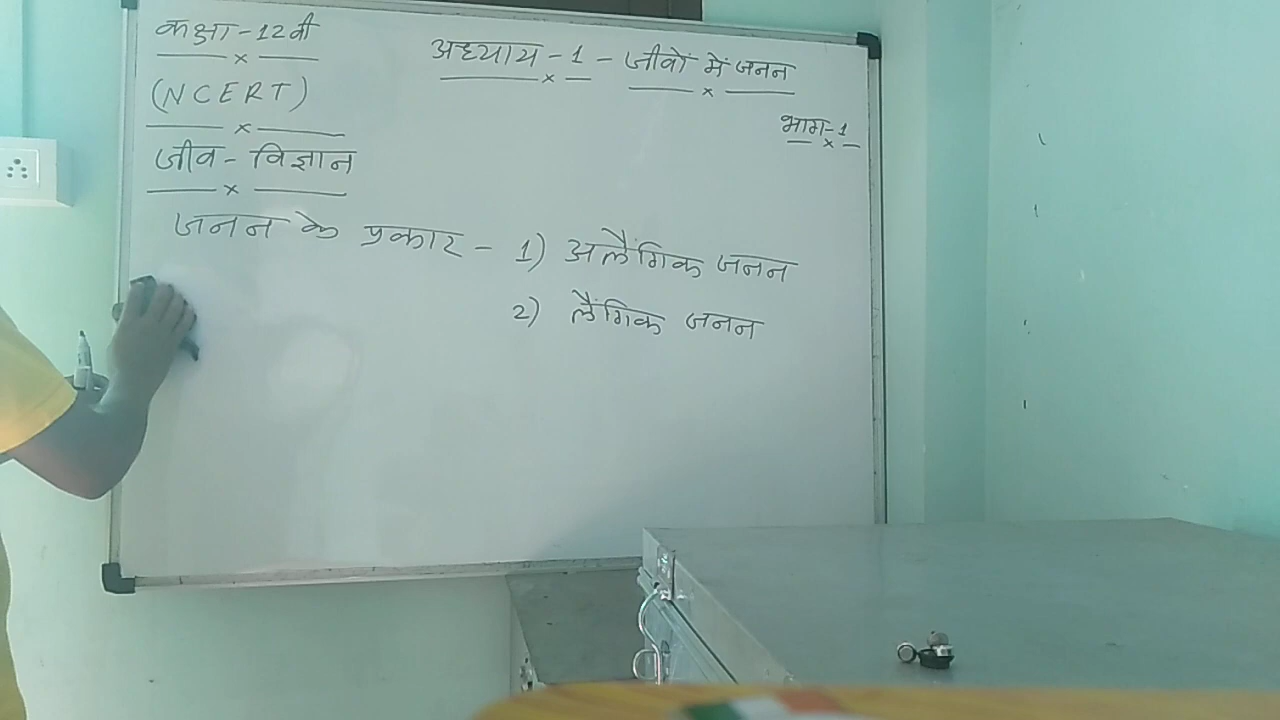 कक्षा - 12वी
अध्याय - 1 - जीवों में जनन
(NCERT)
भाग-1
जीव - विज्ञान
जनन के प्रकार - 1) अलैंगिक जनन
2) लैंगिक जनन